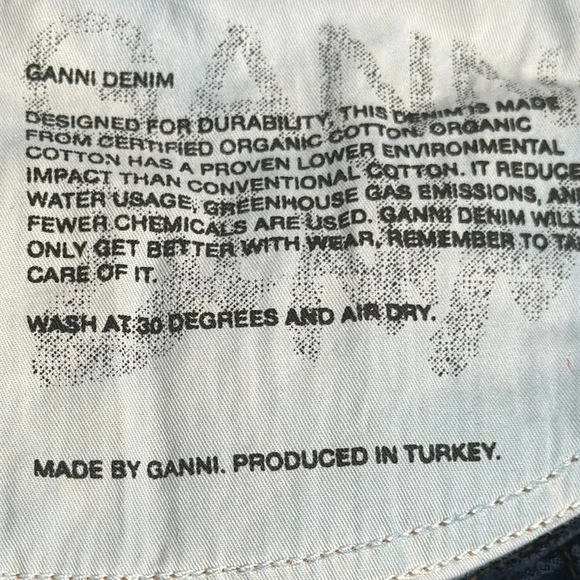 GANNI
GANNI DENIM
DESIGNED FOR DURABILITY, THIS DENIM IS MADE
FROM CERTIFIED ORGANIC COTTON. ORGANIC
COTTON HAS A PROVEN LOWER ENVIRONMENTAL
IMPACT THAN CONVENTIONAL COTTON. IT REDUCE
WATER USAGE, GREENHOUSE GAS EMISSIONS, AN
FEWER CHEMICALS ARE USED. GANNI DENIM WILL
ONLY GET BETTER WITH WEAR, REMEMBER TO TA
CARE OF IT.
WASH AT 30 DEGREES AND AIR DRY.
MADE BY GANNI. PRODUCED IN TURKEY.